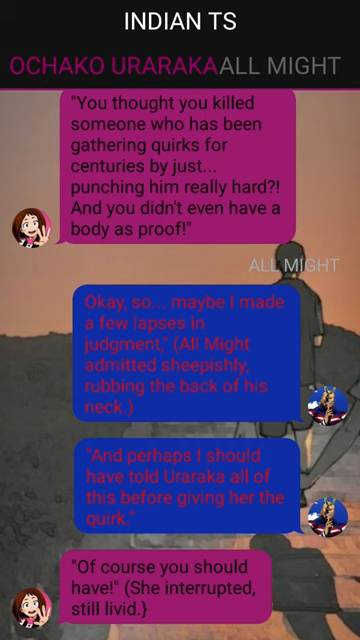 INDIAN TS
OCHAKO URARAKA ALL MIGHT
"You thought you killed
someone who has been
gathering quirks for
centuries by just...
punching him really hard?!
And you didn't even have a
body as proof!"
ALL MIGHT
Okay, so... maybe I made
a few lapses in
judgment," (All Might
admitted sheepishly,
rubbing the back of his
neck.)
"And perhaps I should
have told Uraraka all of
this before giving her the
quirk."
"Of course you should
have!" (She interrupted,
still livid.}